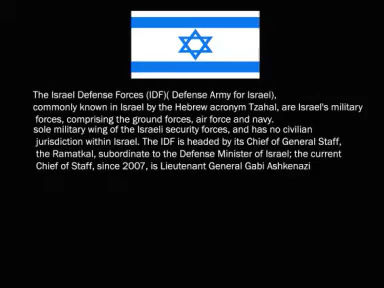 The Israel Defense Forces (IDF)( Defense Army for Israel),
commonly known in Israel by the Hebrew acronym Tzahal, are Israel's military
forces, comprising the ground forces, air force and navy.
sole military wing of the Israeli security forces, and has no civilian
jurisdiction within Israel. The IDF is headed by its Chief of General Staff,
the Ramatkal, subordinate to the Defense Minister of Israel; the current
Chief of Staff, since 2007, is Lieutenant General Gabi Ashkenazi